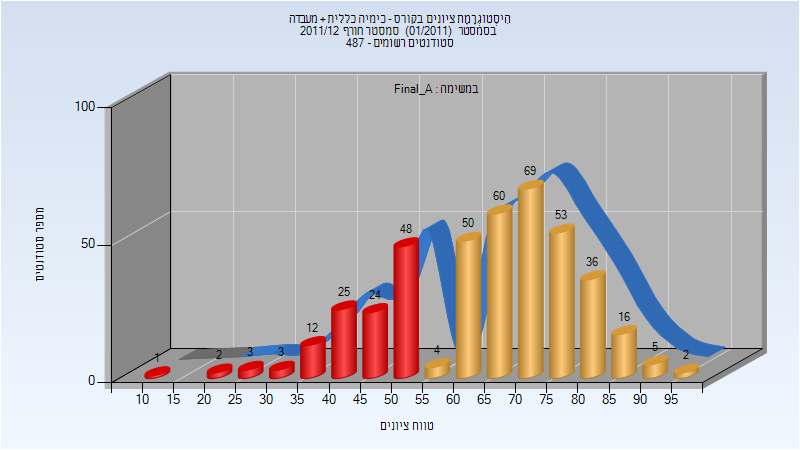 היסטוגרמת ציונים בקורס - כימיה כללית + מעבדה
בסמסטר (01/2011) סמסטר חורף 2011/12
סטודנטים רשומים - 487
במשימה : Final_A
מספר סטודנטים
100
50
0
1
2
3
3
12
25
24
48
4
50
60
69
53
36
16
5
2
10 15 20 25 30 35 40 45 50 55 60 65 70 75 80 85 90 95
טווח ציונים